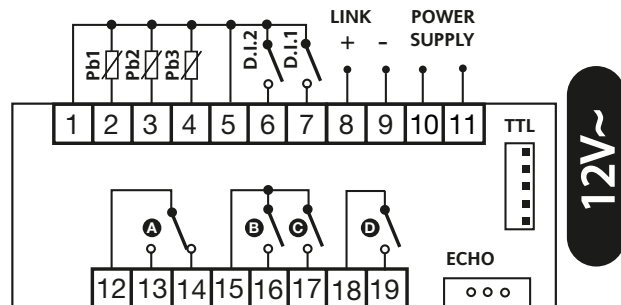 LINK POWER
+ - SUPPLY
Pb1 Pb2 Pb3 D.I.2 D.I.1
1 2 3 4 5 6 7 8 9 10 11
TTL
12V~
A B C D
ECHO
12 13 14 15 16 17 18 19